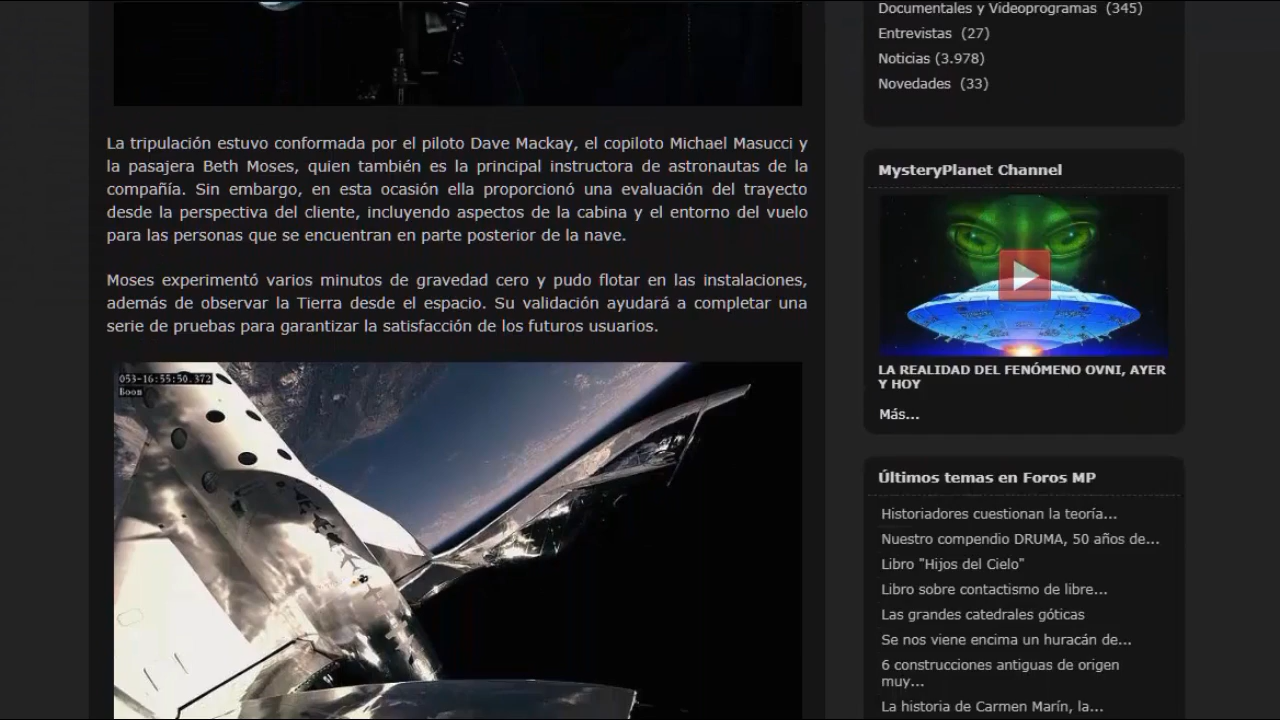 La tripulación estuvo conformada por el piloto Dave Mackay, el copiloto Michael Masucci y
la pasajera Beth Moses, quien también es la principal instructora de astronautas de la
compañía. Sin embargo, en esta ocasión ella proporcionó una evaluación del trayecto
desde la perspectiva del cliente, incluyendo aspectos de la cabina y el entorno del vuelo
para las personas que se encuentran en parte posterior de la nave.
Moses experimentó varios minutos de gravedad cero y pudo flotar en las instalaciones,
además de observar la Tierra desde el espacio. Su validación ayudará a completar una
serie de pruebas para garantizar la satisfacción de los futuros usuarios.
053-16:55:50.372
Boom
Documentales y Videoprogramas (345)
Entrevistas (27)
Noticias (3.978)
Novedades (33)
MysteryPlanet Channel
LA REALIDAD DEL FENÓMENO OVNI, AYER
Y HOY
Más...
Últimos temas en Foros MP
Historiadores cuestionan la teoría...
Nuestro compendio DRUMA, 50 años de...
Libro "Hijos del Cielo"
Libro sobre contactismo de libre...
Las grandes catedrales góticas
Se nos viene encima un huracán de...
6 construcciones antiguas de origen
muy...
La historia de Carmen Marín, la...